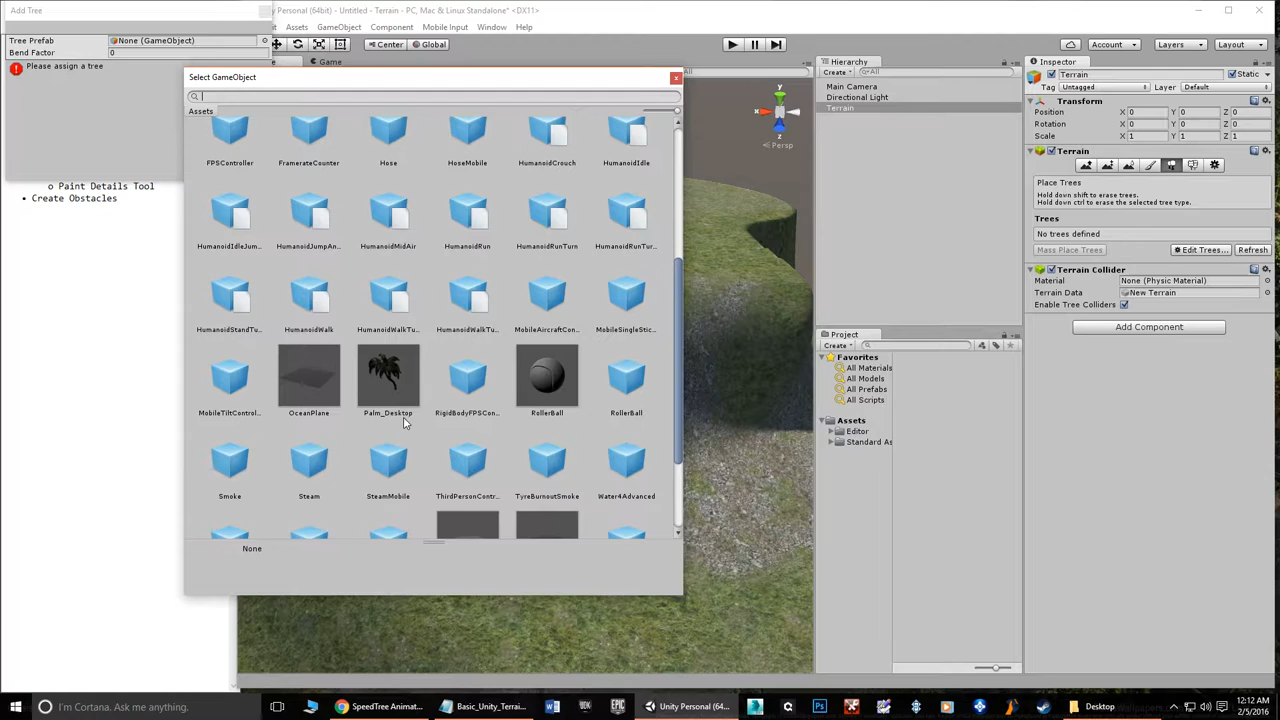 Add Tree
Tree Prefab
None (GameObject)
Bend Factor
0
Please assign a tree
o Paint Details Tool
• Create Obstacles
Unity Personal (64bit) - Untitled - Terrain - PC, Mac & Linux Standalone* <DX11>
Assets GameObject Component Mobile Input Window Help
Center Global
Account Layers Layout
Game
Select GameObject
Assets
FPSController FramerateCounter Hose HoseMobile HumanoidCrouch HumanoidIdle
HumanoidIdleJum... HumanoidJumpAn... HumanoidMidAir HumanoidRun HumanoidRunTurn HumanoidRunTur...
HumanoidStandTu... HumanoidWalk HumanoidWalkTu... HumanoidWalkTu... MobileAircraftCon... MobileSingleStic...
MobileTiltControl... OceanPlane Palm_Desktop RigidBodyFPSCon... RollerBall RollerBall
Smoke Steam SteamMobile ThirdPersonContr... TyreBurnoutSmoke Water4Advanced
None
All
y
x
Persp
Hierarchy
Create All
Main Camera
Directional Light
Terrain
Project
Create
Favorites
All Materials
All Models
All Prefabs
All Scripts
Assets
Editor
Standard As
Inspector
Terrain Static
Tag Untagged Layer Default
Transform
Position X 0 Y 0 Z 0
Rotation X 0 Y 0 Z 0
Scale X 1 Y 1 Z 1
Terrain
Place Trees
Hold down shift to erase trees.
Hold down ctrl to erase the selected tree type.
Trees
No trees defined
Mass Place Trees Edit Trees... Refresh
Terrain Collider
Material None (Physic Material)
Terrain Data New Terrain
Enable Tree Colliders
Add Component
I'm Cortana. Ask me anything.
SpeedTree Animat...
Basic_Unity_Terrai...
Unity Personal (64...
Desktop
12:12 AM
2/5/2016